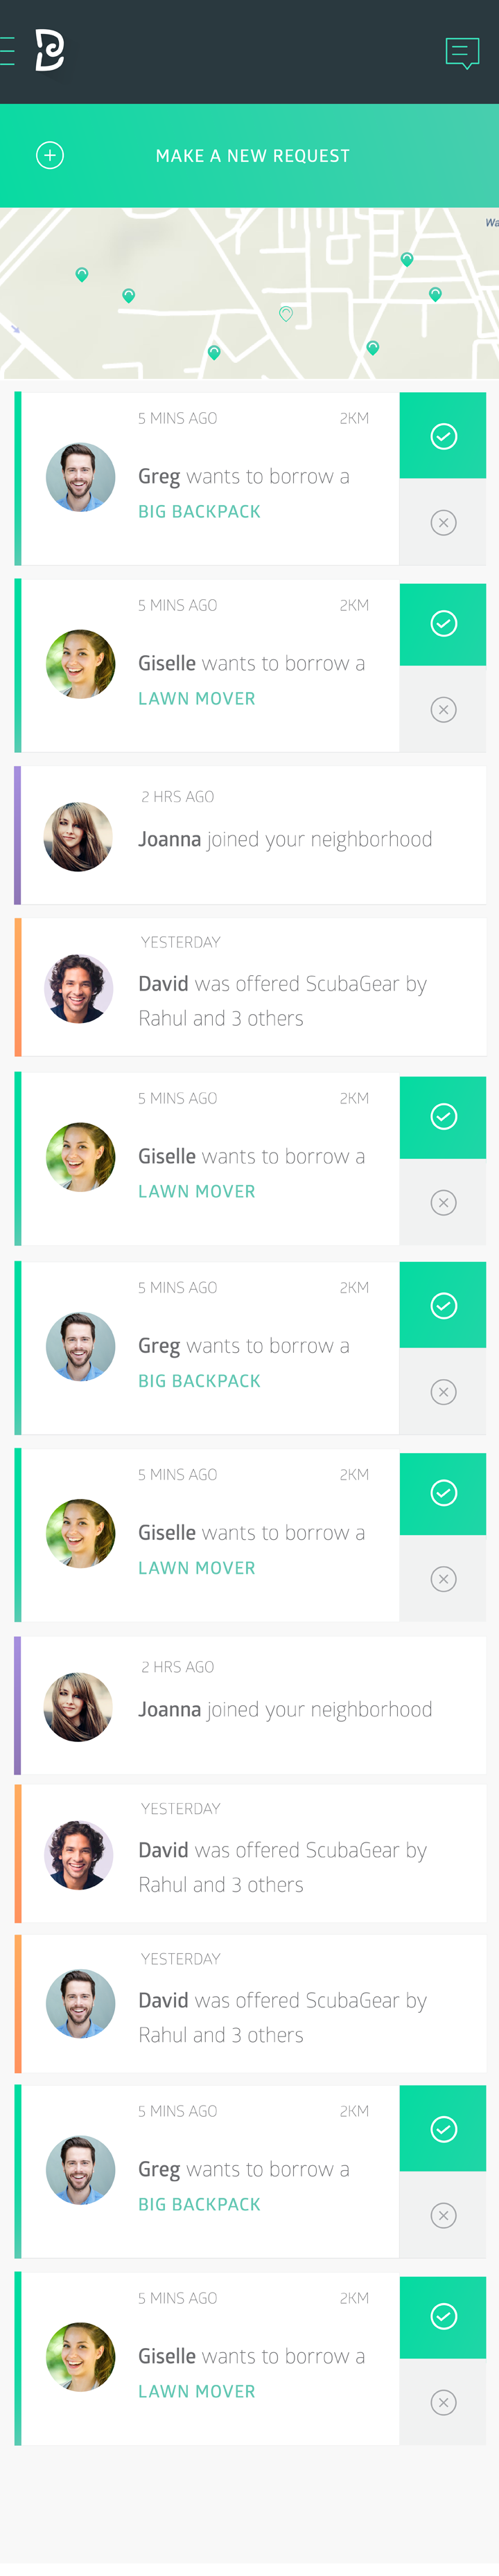 MAKE A NEW REQUEST
Wa
5 MINS AGO 2KM
Greg wants to borrow a
BIG BACKPACK
5 MINS AGO 2KM
Giselle wants to borrow a
LAWN MOVER
2 HRS AGO
Joanna joined your neighborhood
YESTERDAY
David was offered ScubaGear by
Rahul and 3 others
5 MINS AGO 2KM
Giselle wants to borrow a
LAWN MOVER
5 MINS AGO 2KM
Greg wants to borrow a
BIG BACKPACK
5 MINS AGO 2KM
Giselle wants to borrow a
LAWN MOVER
2 HRS AGO
Joanna joined your neighborhood
YESTERDAY
David was offered ScubaGear by
Rahul and 3 others
YESTERDAY
David was offered ScubaGear by
Rahul and 3 others
5 MINS AGO 2KM
Greg wants to borrow a
BIG BACKPACK
5 MINS AGO 2KM
Giselle wants to borrow a
LAWN MOVER